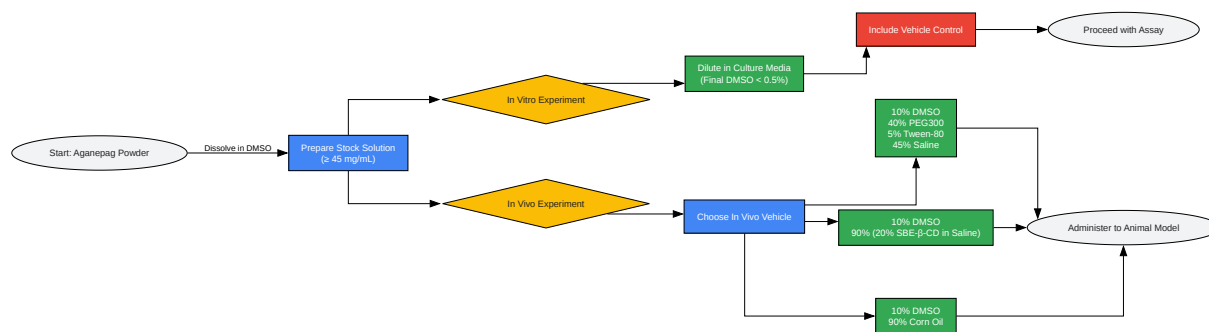 Start: Aganepag Powder
Dissolve in DMSO
Prepare Stock Solution
(≥ 45 mg/mL)
In Vitro Experiment
Dilute in Culture Media
(Final DMSO < 0.5%)
Include Vehicle Control
Proceed with Assay
In Vivo Experiment
Choose In Vivo Vehicle
10% DMSO
40% PEG300
5% Tween-80
45% Saline
10% DMSO
90% (20% SBE-β-CD in Saline)
10% DMSO
90% Corn Oil
Administer to Animal Model